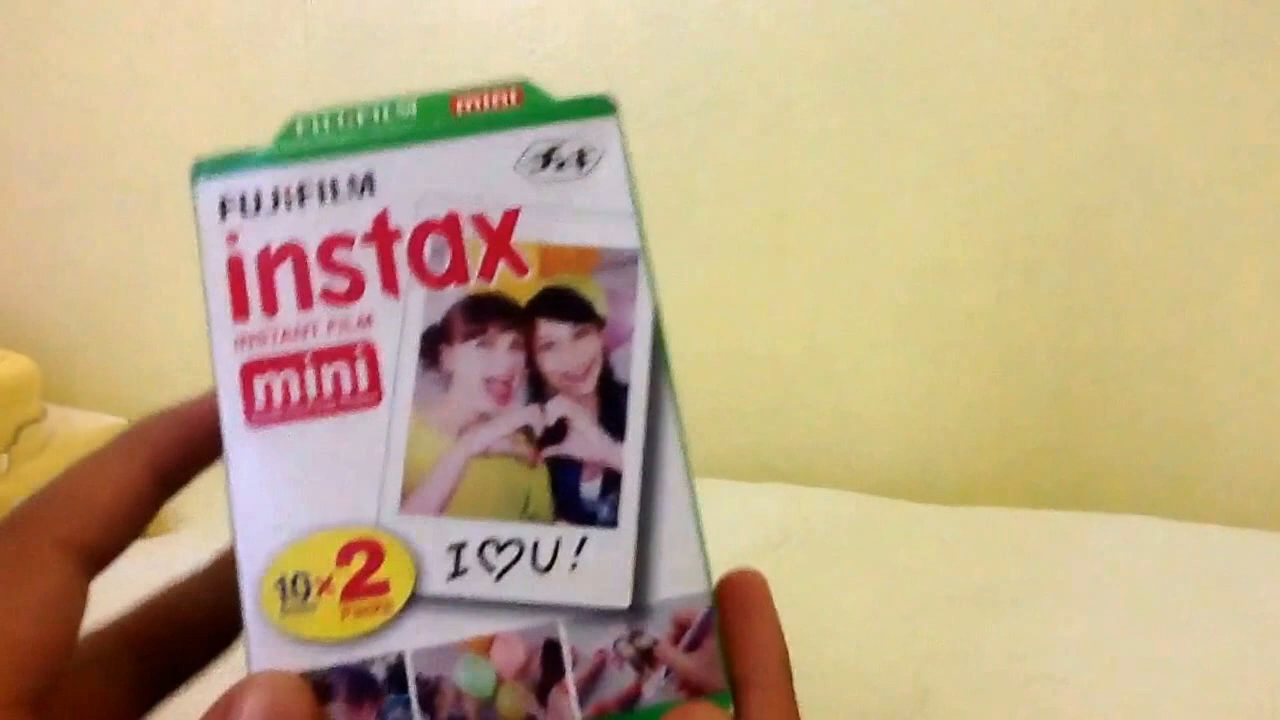 FUJIFILM mini
FUJIFILM
instax
INSTANT FILM
mini
10 x 2
I ♡ U!